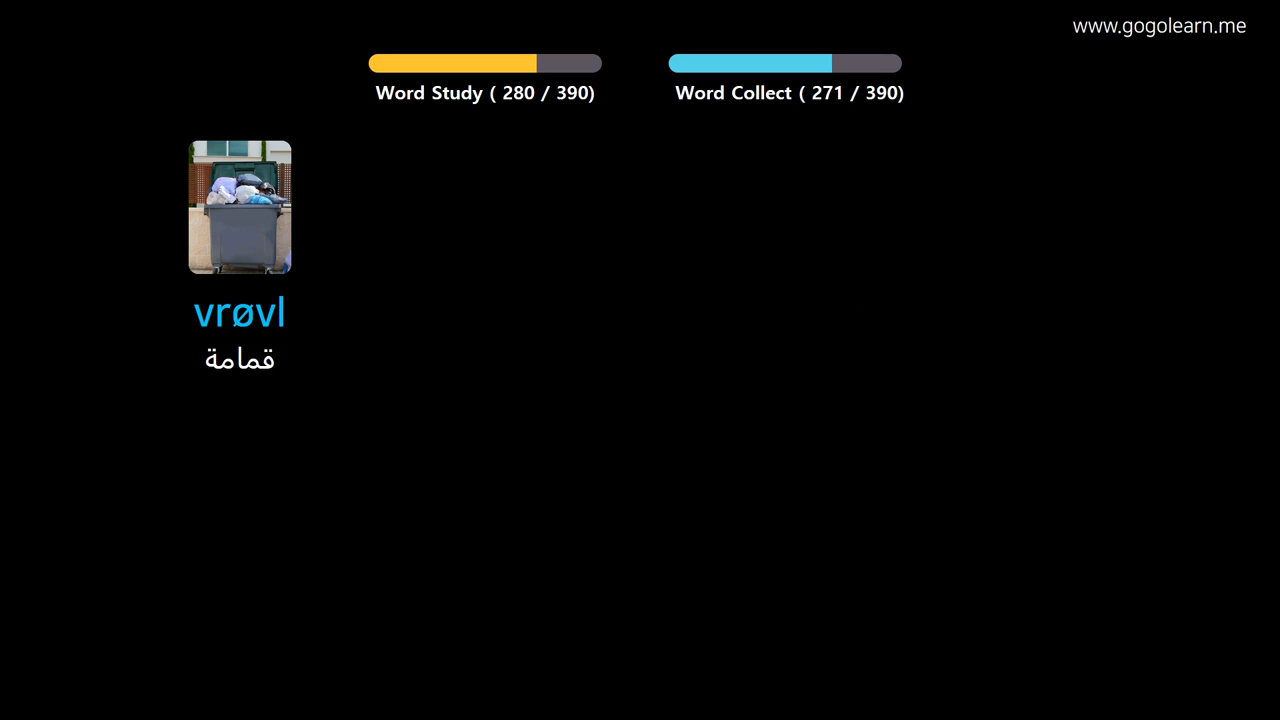 www.gogolearn.me
Word Study ( 280 / 390)
Word Collect ( 271 / 390)
vrøvl
قمامة